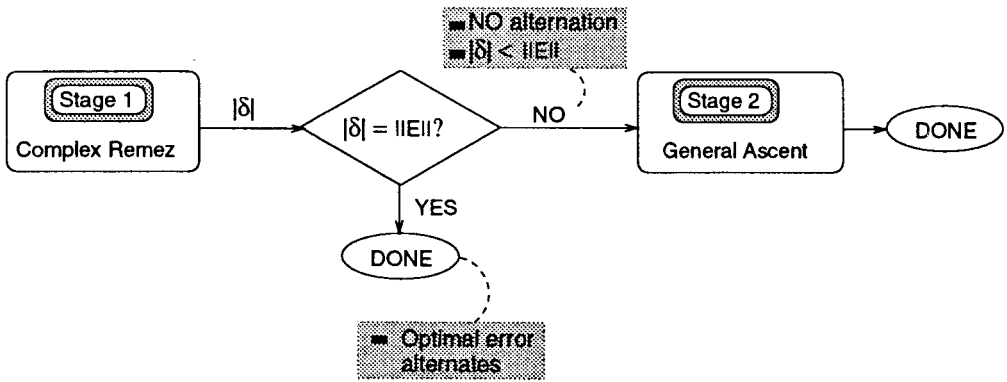 NO alternation
|δ| < ||E||
Stage 1
Complex Remez
|δ|
|δ| = ||E||?
NO
Stage 2
General Ascent
DONE
YES
DONE
Optimal error
alternates